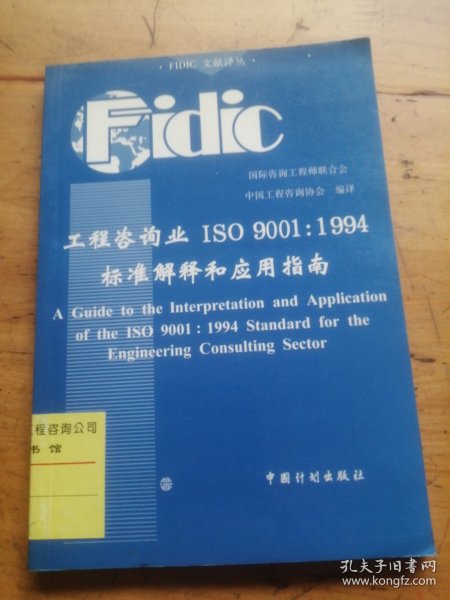 · FIDIC 文献译丛 ·
Fidic
国际咨询工程师联合会
中国工程咨询协会 编译
工程咨询业 ISO 9001:1994
标准解释和应用指南
A Guide to the Interpretation and Application
of the ISO 9001:1994 Standard for the
Engineering Consulting Sector
工程咨询公司
书馆
中国计划出版社
孔夫子旧书网
www.kongfz.com